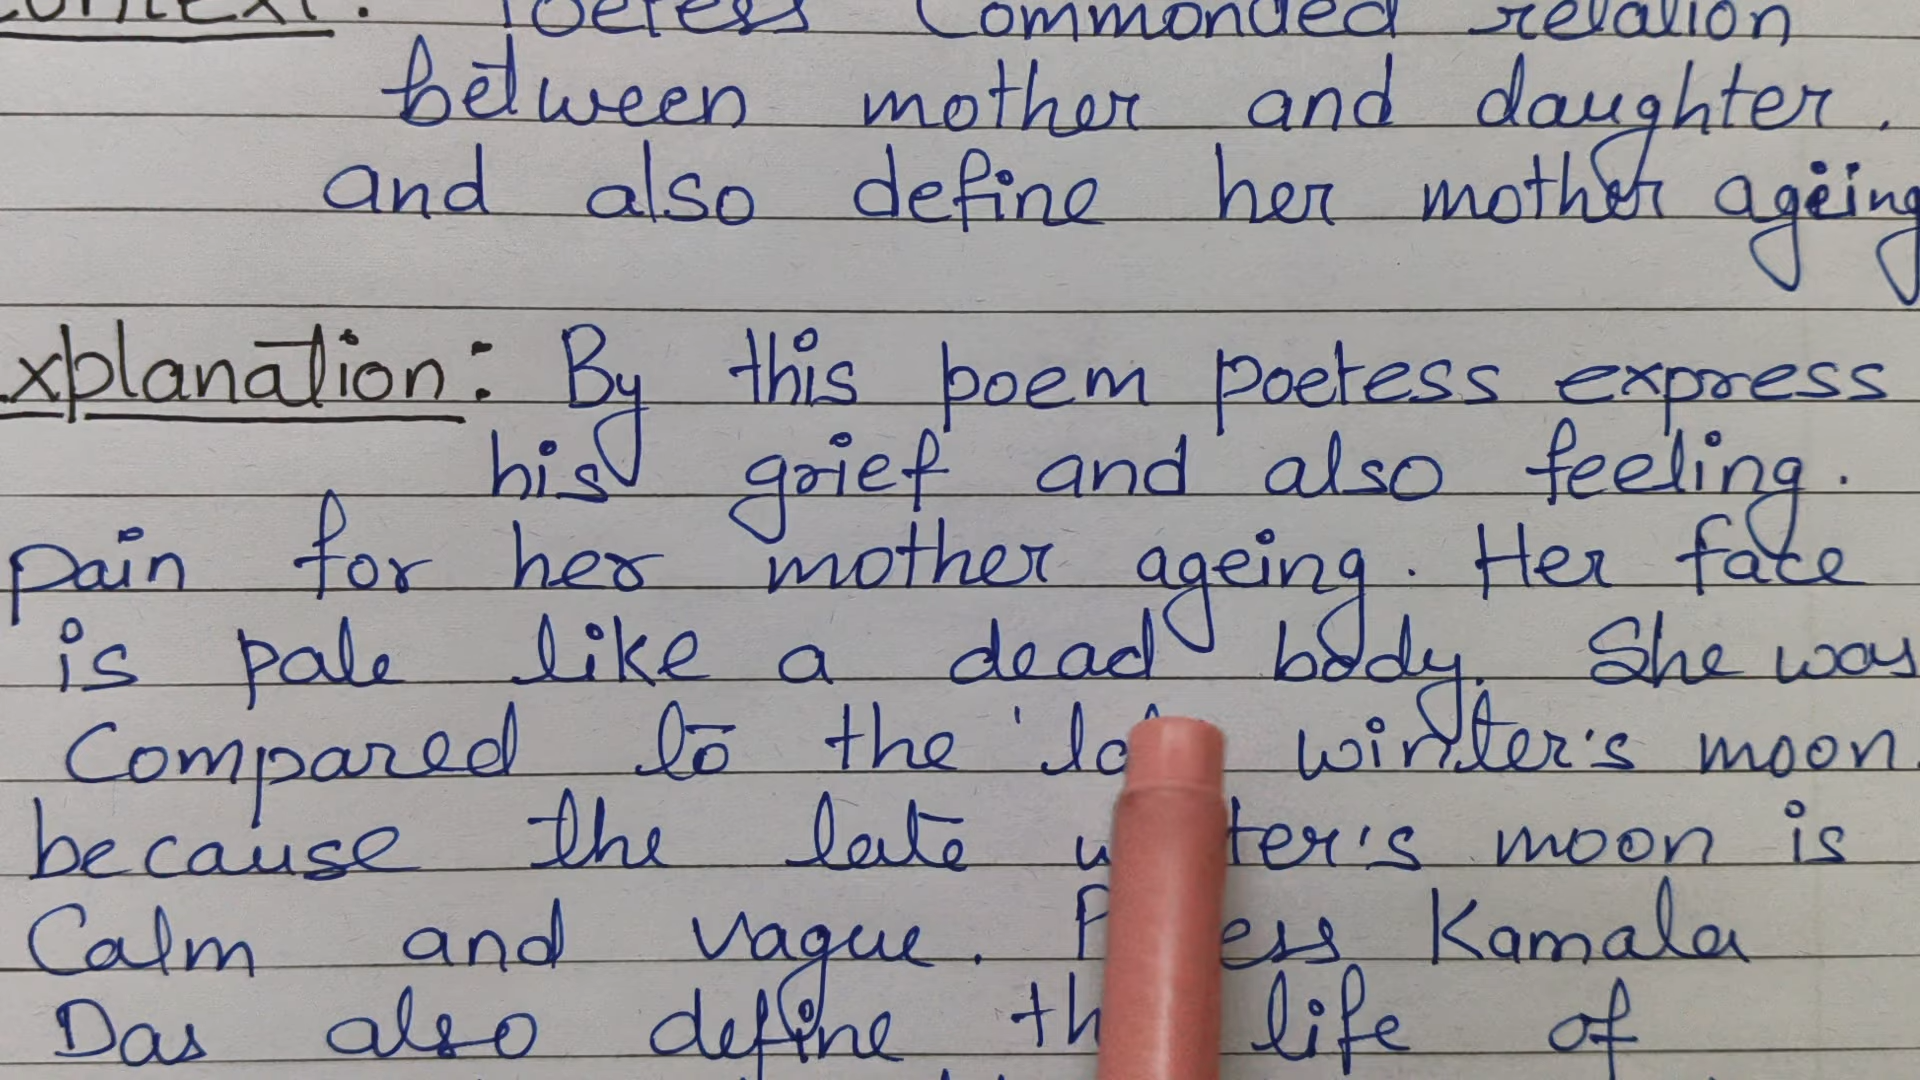 context: Poetess Commonded relation
between mother and daughter.
and also define her mother ageing
xplanation: By this poem poetess express
his grief and also feeling.
pain for her mother ageing. Her face
is pale like a dead body. She was
Compared to the ' winter's moon.
because the late moon is
Calm and vague. Kamala
Das also define life of